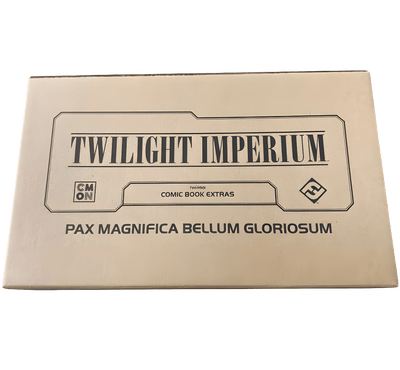 TWILIGHT IMPERIUM
COMIC BOOK EXTRAS
CM
ON
PAX MAGNIFICA BELLUM GLORIOSUM